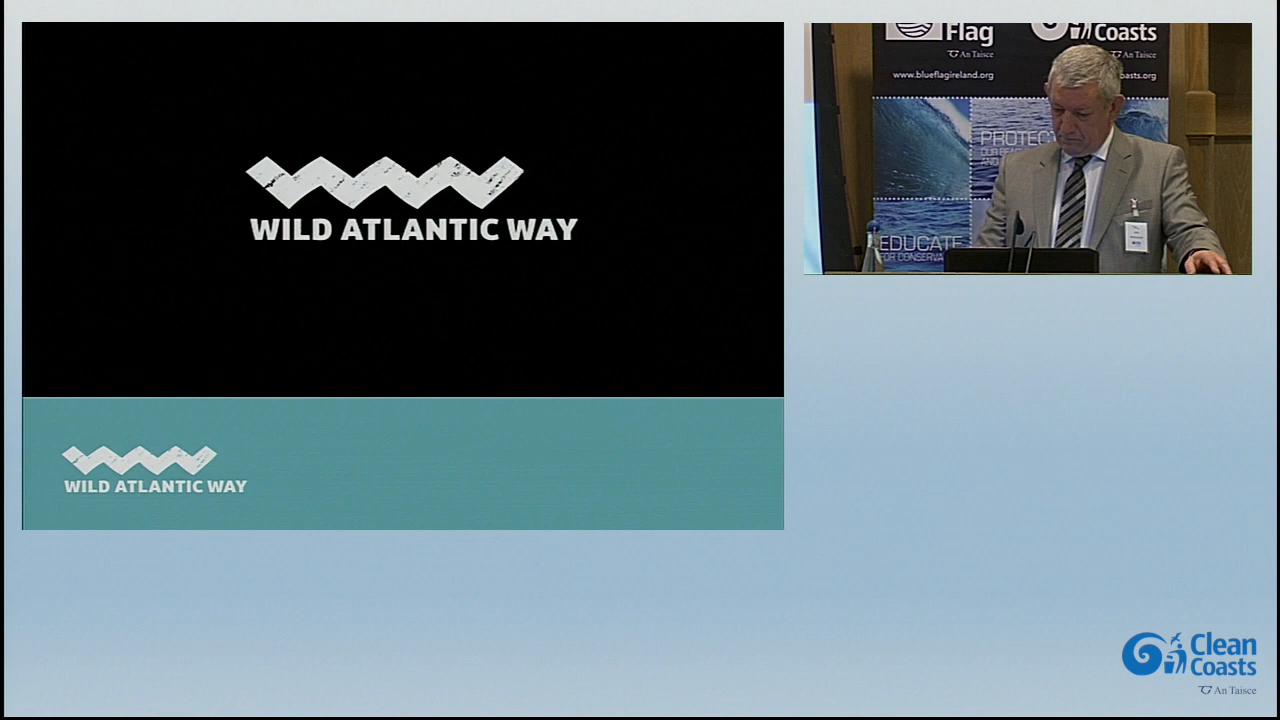 WILD ATLANTIC WAY
WILD ATLANTIC WAY
Flag
An Taisce
www.blueflagireland.org
Coasts
An Taisce
oasts.org
PROTECT
EDUCATE
FOR CONSERVA
Clean
Coasts
An Taisce